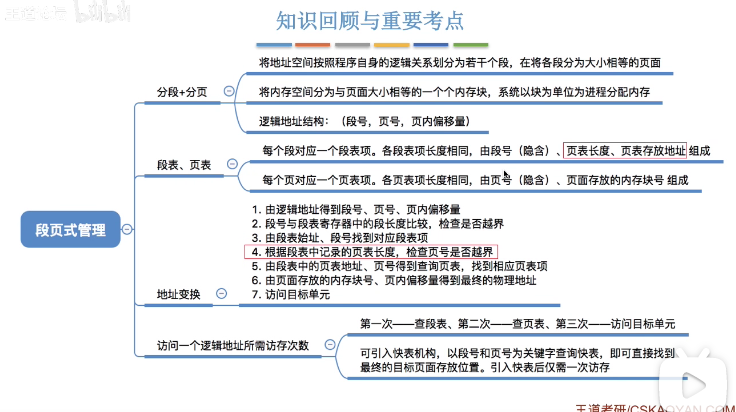 知识回顾与重要考点
将地址空间按照程序自身的逻辑关系划分为若干个段，在将各段分为大小相等的页面
分段+分页
将内存空间分为与页面大小相等的一个个内存块，系统以块为单位为进程分配内存
逻辑地址结构：（段号，页号，页内偏移量）
每个段对应一个段表项。各段表项长度相同，由段号（隐含）、页表长度、页表存放地址 组成
段表、页表
每个页对应一个页表项。各页表项长度相同，由页号（隐含）、页面存放的内存块号 组成
段页式管理
1. 由逻辑地址得到段号、页号、页内偏移量
2. 段号与段表寄存器中的段长度比较，检查是否越界
3. 由段表始址、段号找到对应段表项
4. 根据段表中记录的页表长度，检查页号是否越界
5. 由段表中的页表地址、页号得到查询页表，找到相应页表项
6. 由页面存放的内存块号、页内偏移量得到最终的物理地址
7. 访问目标单元
地址变换
第一次——查段表、第二次——查页表、第三次——访问目标单元
访问一个逻辑地址所需访存次数
可引入快表机构，以段号和页号为关键字查询快表，即可直接找到
最终的目标页面存放位置。引入快表后仅需一次访存
王道考研/CSKAOYAN.COM